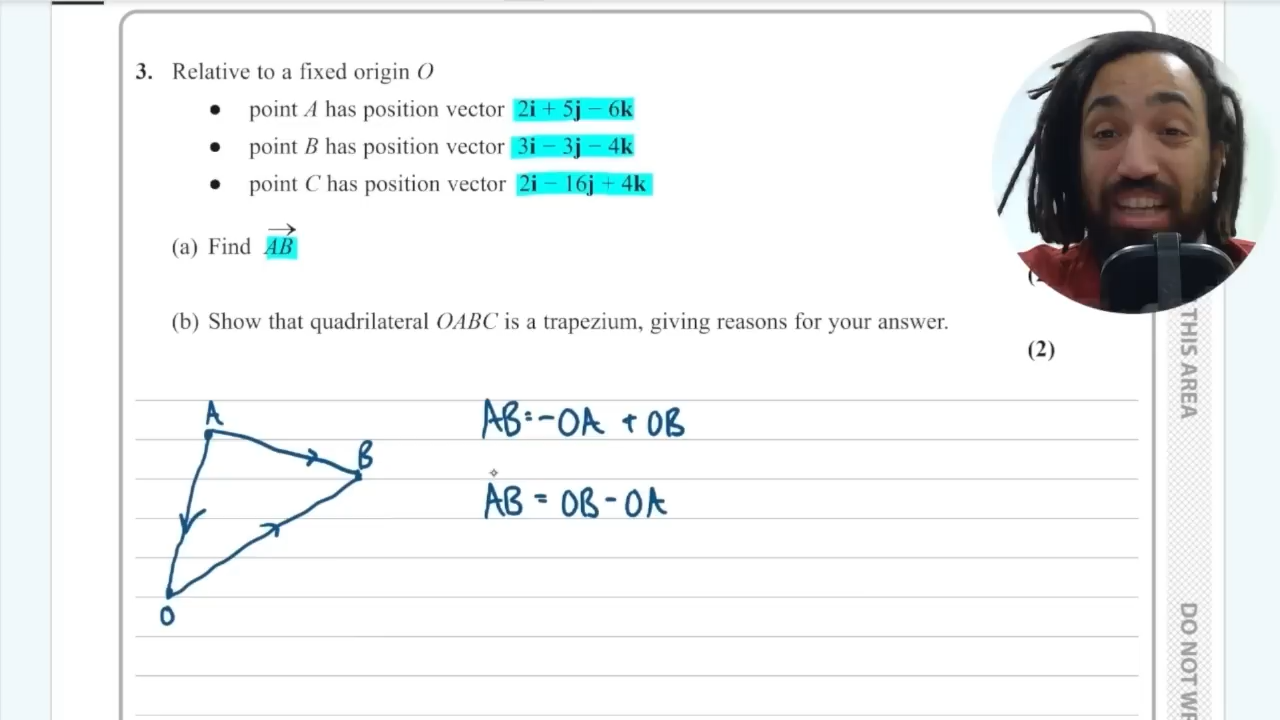 3. Relative to a fixed origin O
• point A has position vector 2i + 5j − 6k
• point B has position vector 3i − 3j − 4k
• point C has position vector 2i − 16j + 4k
(a) Find AB
(b) Show that quadrilateral OABC is a trapezium, giving reasons for your answer.
(2)
A
B
O
AB = -OA + OB
AB = OB - OA
THIS AREA
DO NOT